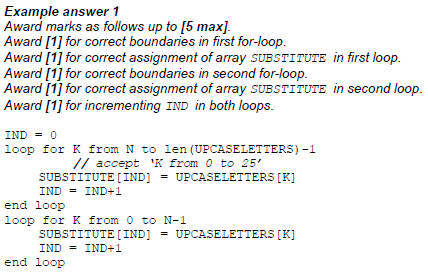 Example answer 1
Award marks as follows up to [5 max].
Award [1] for correct boundaries in first for-loop.
Award [1] for correct assignment of array SUBSTITUTE in first loop.
Award [1] for correct boundaries in second for-loop.
Award [1] for correct assignment of array SUBSTITUTE in second loop.
Award [1] for incrementing IND in both loops.
IND = 0
loop for K from N to len(UPCASELETTERS)-1
// accept ‘K from 0 to 25’
SUBSTITUTE[IND] = UPCASELETTERS[K]
IND = IND+1
end loop
loop for K from 0 to N-1
SUBSTITUTE[IND] = UPCASELETTERS[K]
IND = IND+1
end loop